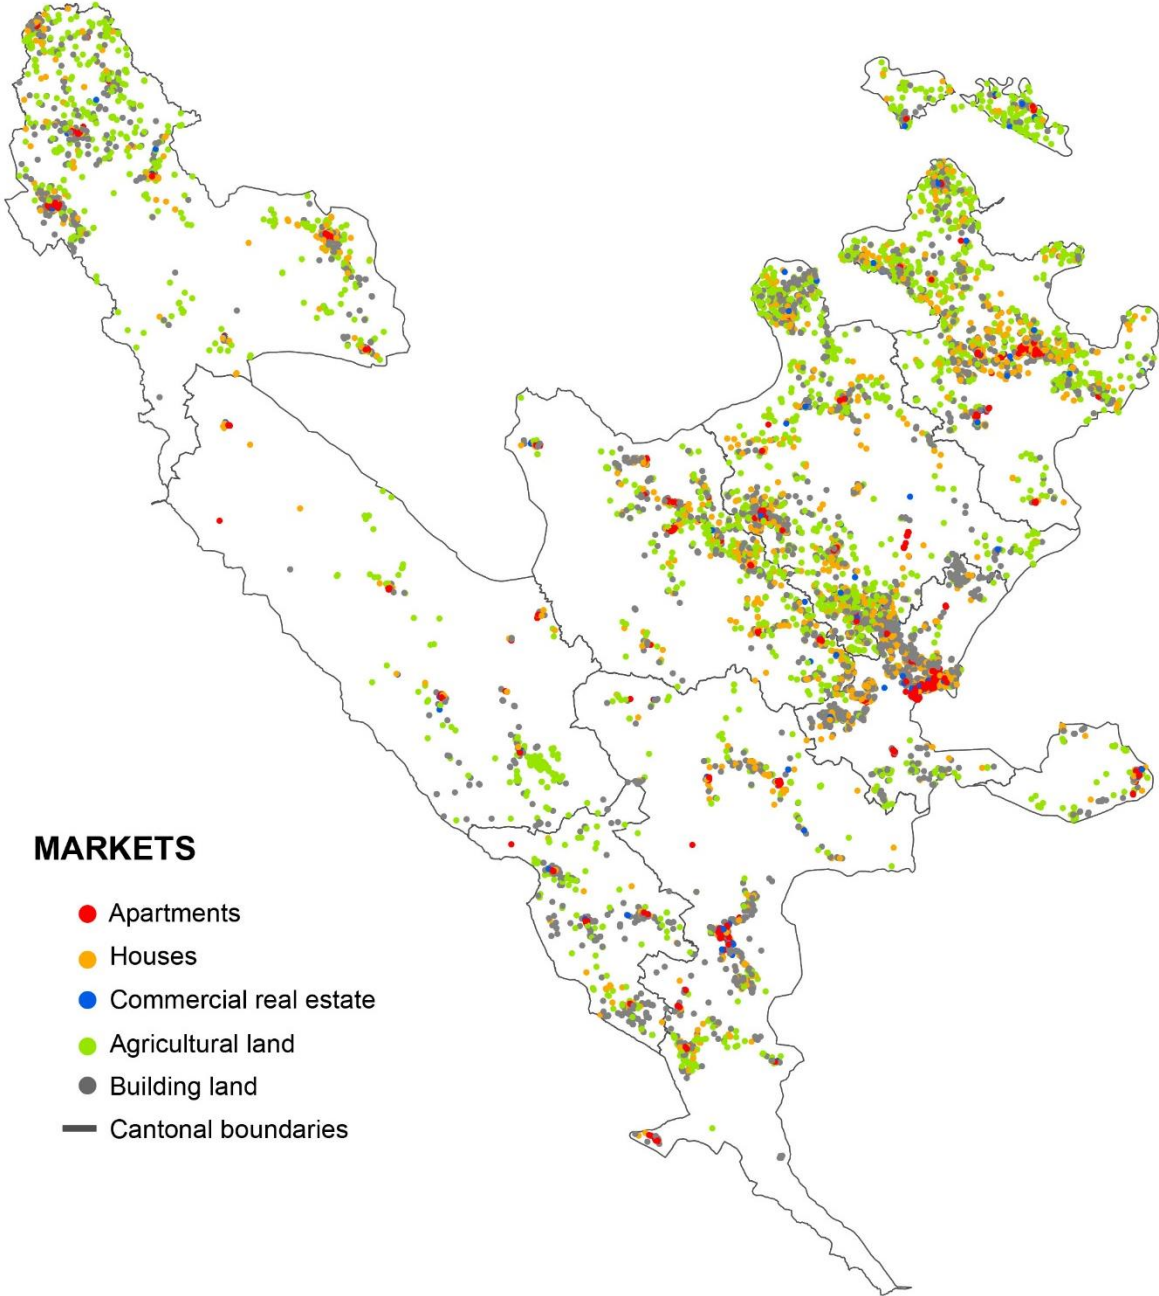 MARKETS
Apartments
Houses
Commercial real estate
Agricultural land
Building land
Cantonal boundaries